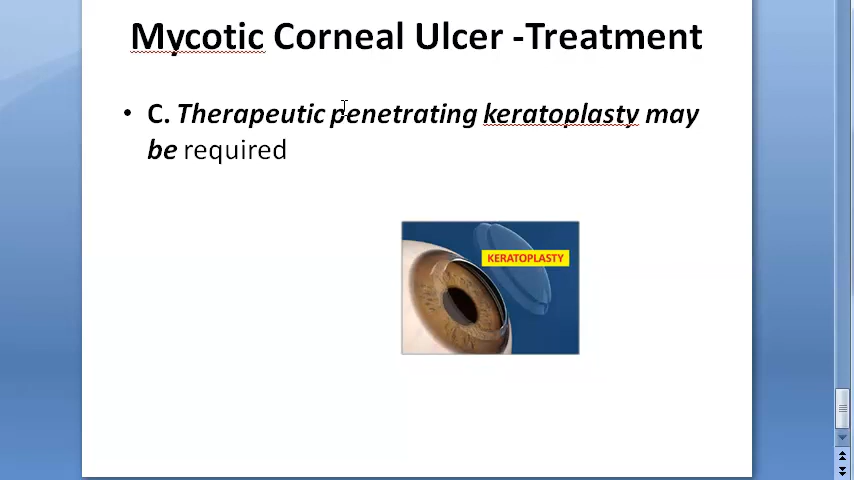 Mycotic Corneal Ulcer -Treatment
• C. Therapeutic penetrating keratoplasty may
be required
KERATOPLASTY